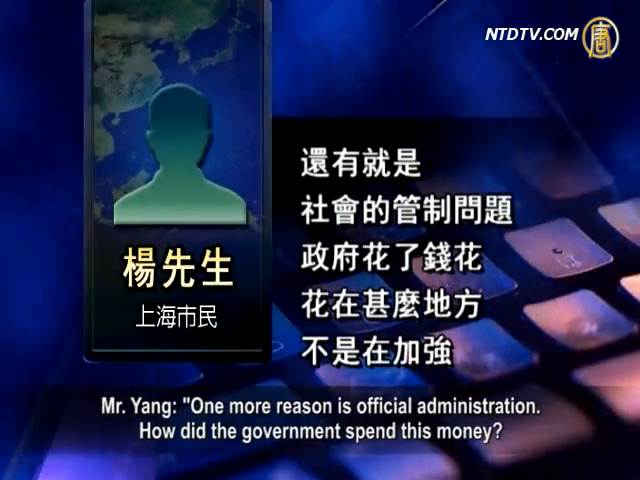 NTDTV.COM 唐
還有就是
社會的管制問題
政府花了錢花
花在甚麼地方
不是在加強
楊先生
上海市民
Mr. Yang: "One more reason is official administration.
How did the government spend this money?